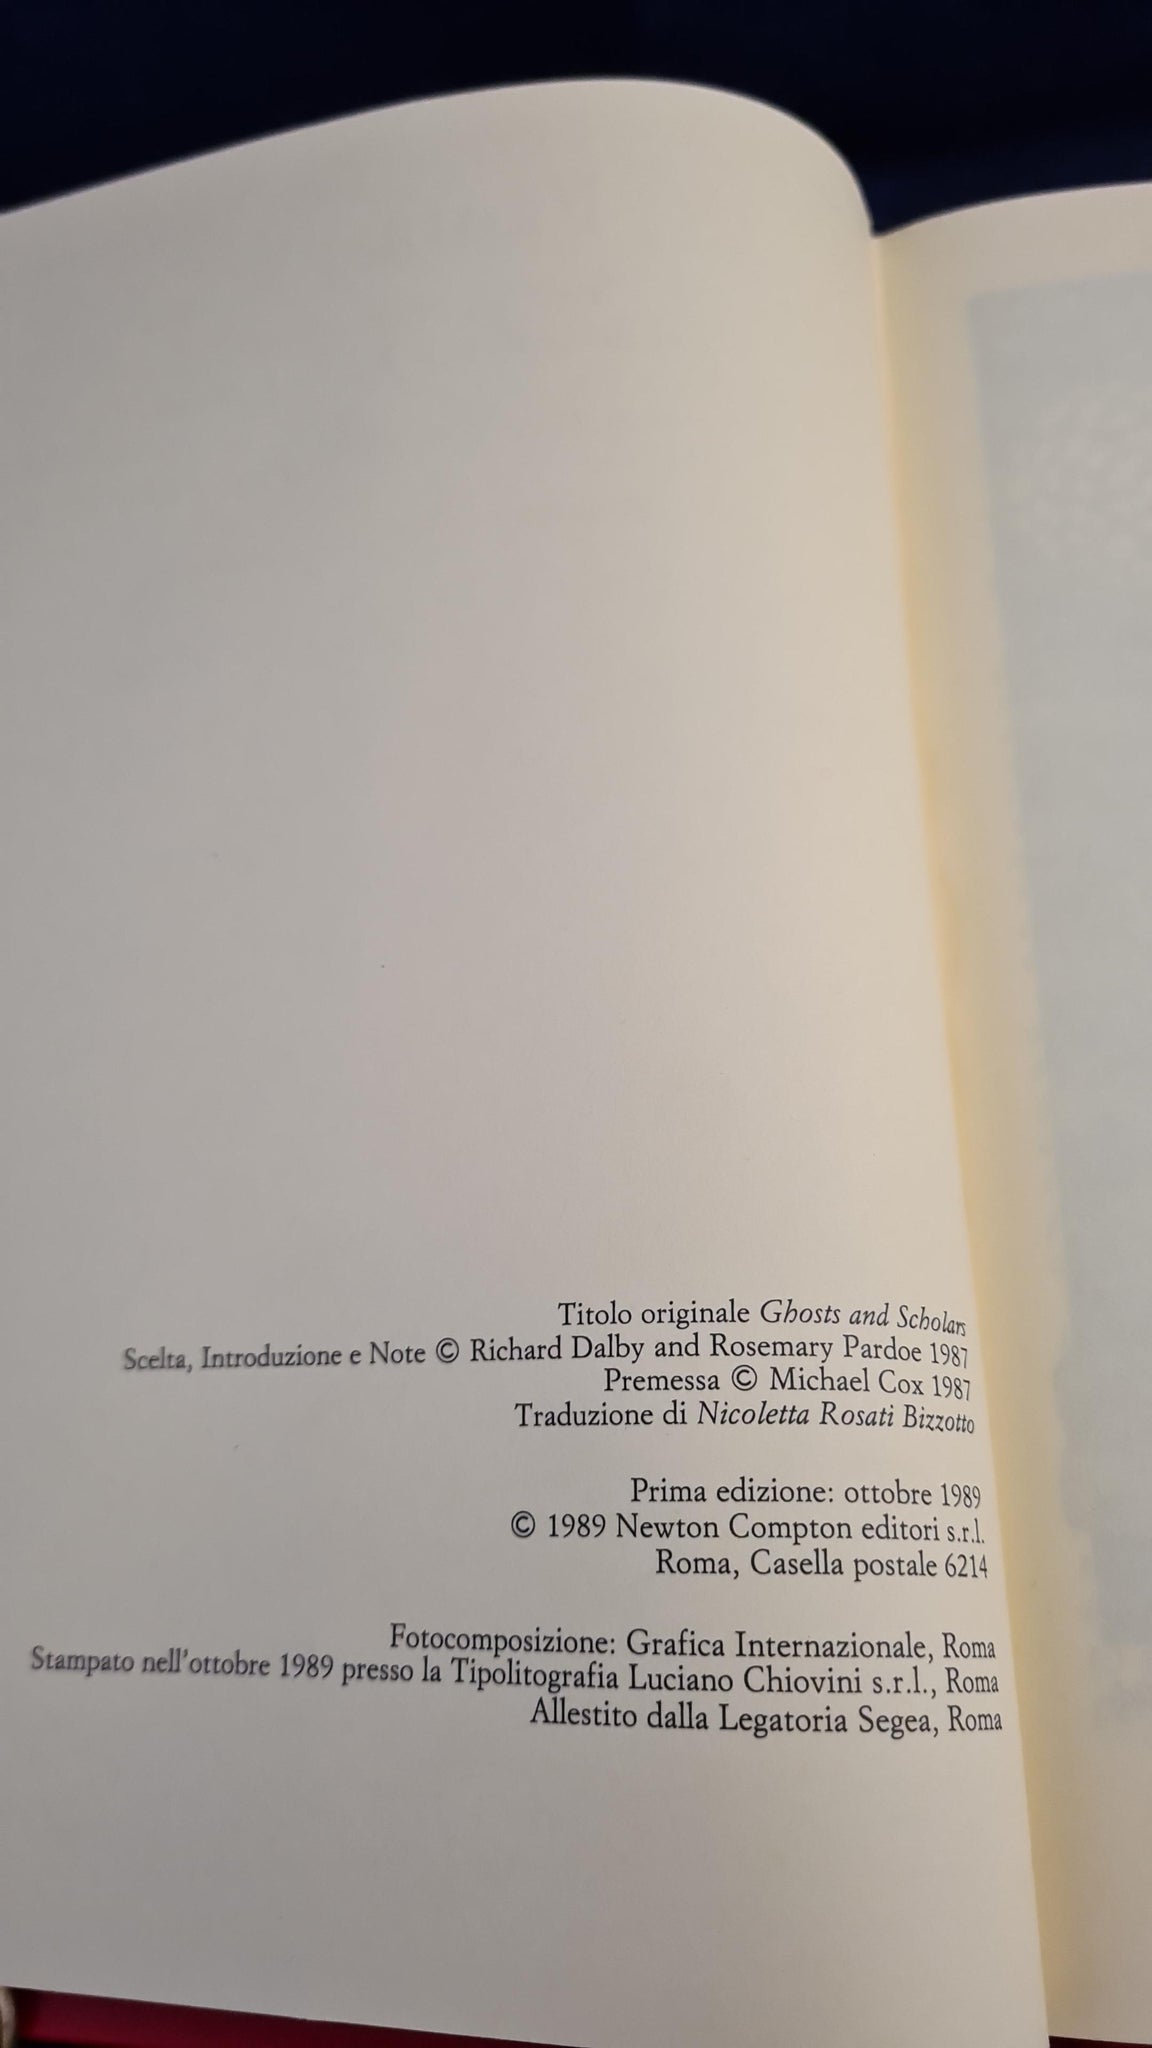 Titolo originale Ghosts and Scholars
Scelta, Introduzione e Note © Richard Dalby and Rosemary Pardoe 1987
Premessa © Michael Cox 1987
Traduzione di Nicoletta Rosati Bizzotto
Prima edizione: ottobre 1989
© 1989 Newton Compton editori s.r.l.
Roma, Casella postale 6214
Fotocomposizione: Grafica Internazionale, Roma
Stampato nell'ottobre 1989 presso la Tipolitografia Luciano Chiovini s.r.l., Roma
Allestito dalla Legatoria Segea, Roma